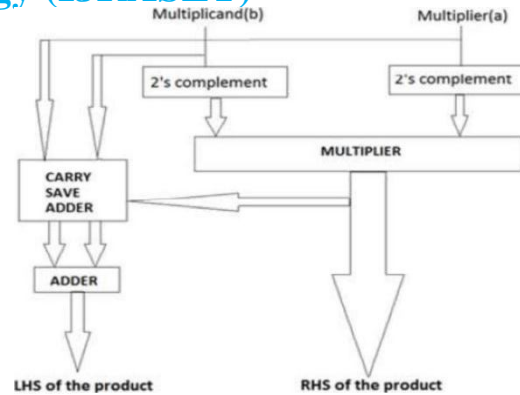 Multiplicand(b)
Multiplier(a)
2's complement
2's complement
MULTIPLIER
CARRY
SAVE
ADDER
ADDER
LHS of the product
RHS of the product